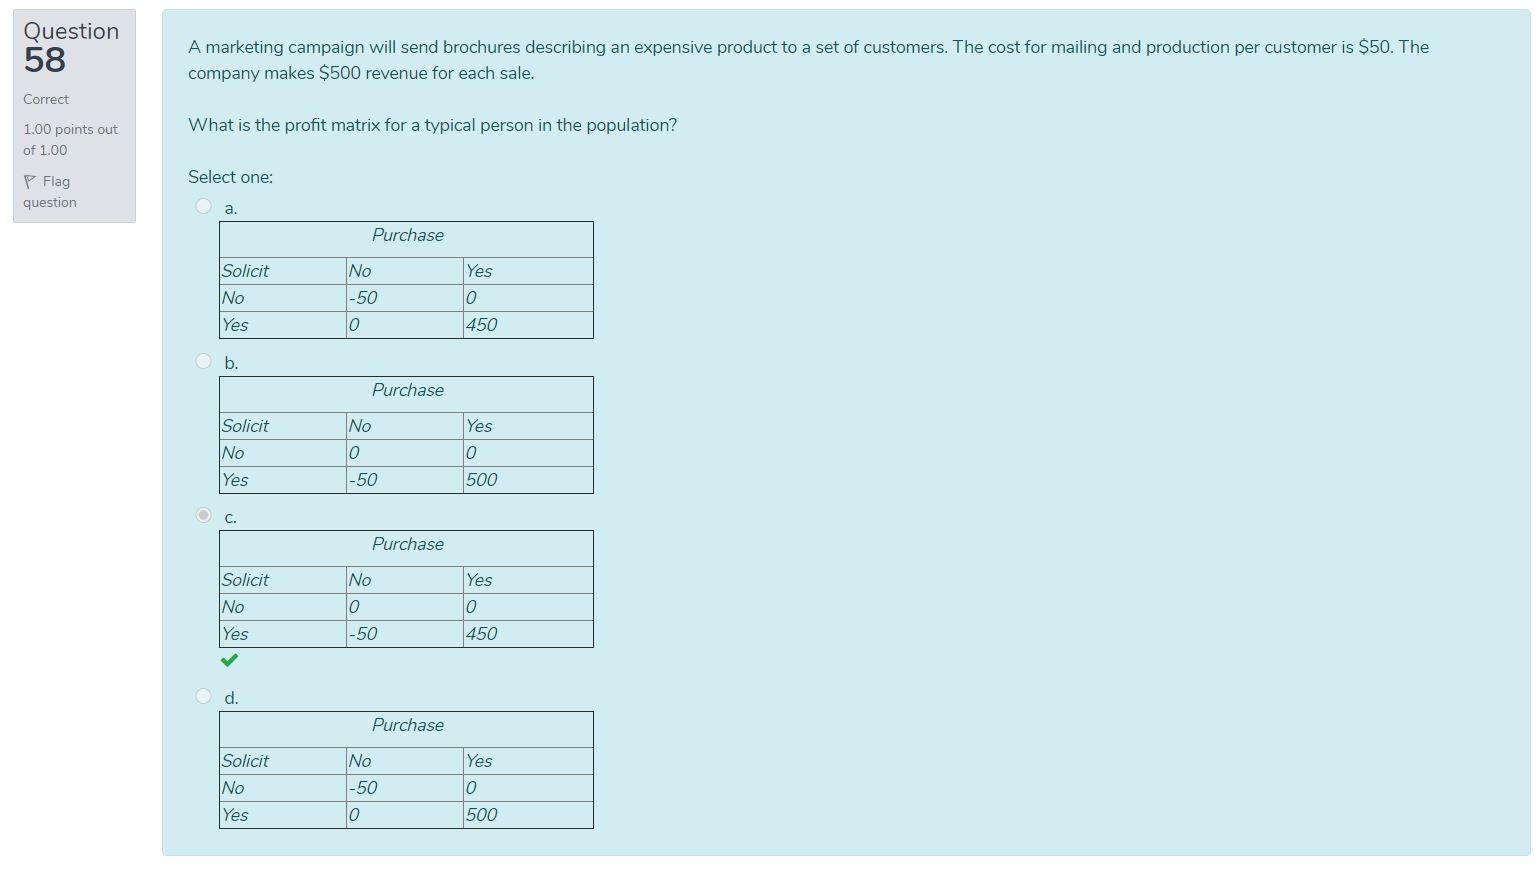 Question
58
Correct
1.00 points out
of 1.00
Flag
question
A marketing campaign will send brochures describing an expensive product to a set of customers. The cost for mailing and production per customer is $50. The
company makes $500 revenue for each sale.
What is the profit matrix for a typical person in the population?
Select one:
a.
Purchase
Solicit No Yes
No -50 0
Yes 0 450
b.
Purchase
Solicit No Yes
No 0 0
Yes -50 500
c.
Purchase
Solicit No Yes
No 0 0
Yes -50 450
d.
Purchase
Solicit No Yes
No -50 0
Yes 0 500